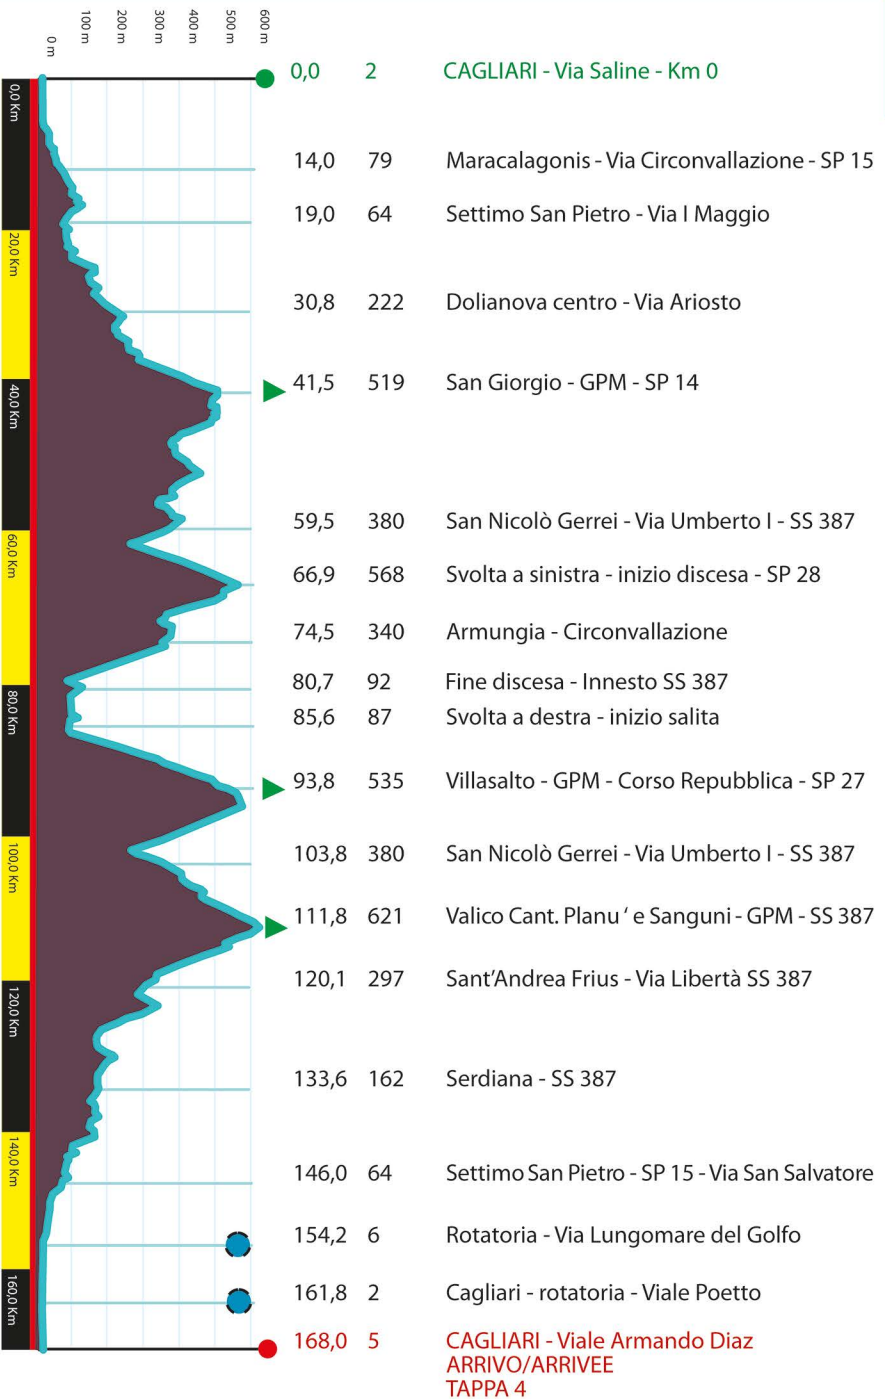 0 m
100 m
200 m
300 m
400 m
500 m
600 m
0,0 Km
20,0 Km
40,0 Km
60,0 Km
80,0 Km
100,0 Km
120,0 Km
140,0 Km
160,0 Km
0,0 2 CAGLIARI - Via Saline - Km 0
14,0 79 Maracalagonis - Via Circonvallazione - SP 15
19,0 64 Settimo San Pietro - Via I Maggio
30,8 222 Dolianova centro - Via Ariosto
41,5 519 San Giorgio - GPM - SP 14
59,5 380 San Nicolò Gerrei - Via Umberto I - SS 387
66,9 568 Svolta a sinistra - inizio discesa - SP 28
74,5 340 Armungia - Circonvallazione
80,7 92 Fine discesa - Innesto SS 387
85,6 87 Svolta a destra - inizio salita
93,8 535 Villasalto - GPM - Corso Repubblica - SP 27
103,8 380 San Nicolò Gerrei - Via Umberto I - SS 387
111,8 621 Valico Cant. Planu ‘ e Sanguni - GPM - SS 387
120,1 297 Sant’Andrea Frius - Via Libertà SS 387
133,6 162 Serdiana - SS 387
146,0 64 Settimo San Pietro - SP 15 - Via San Salvatore
154,2 6 Rotatoria - Via Lungomare del Golfo
161,8 2 Cagliari - rotatoria - Viale Poetto
168,0 5 CAGLIARI - Viale Armando Diaz
ARRIVO/ARRIVEE
TAPPA 4